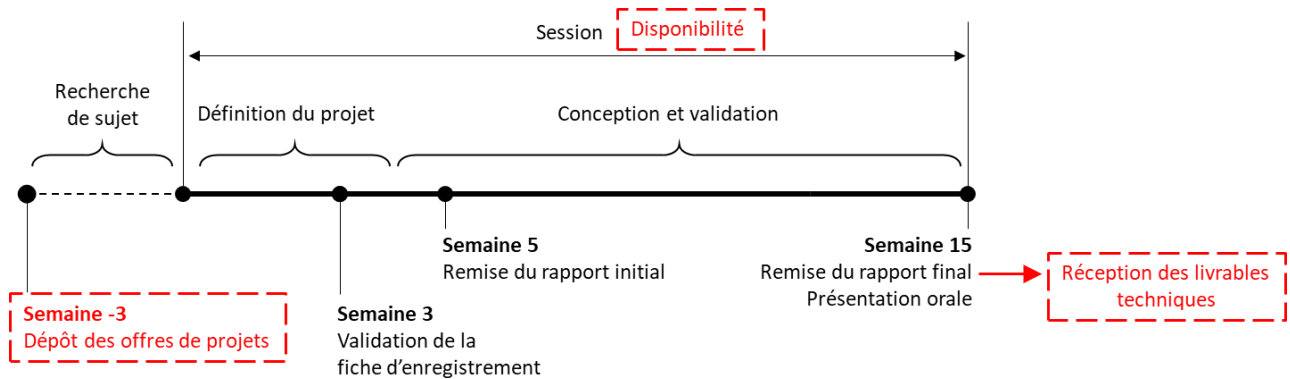 Session
Disponibilité
Recherche
de sujet
Définition du projet
Conception et validation
Semaine 5
Remise du rapport initial
Semaine 15
Remise du rapport final
Présentation orale
Réception des livrables
techniques
Semaine -3
Dépôt des offres de projets
Semaine 3
Validation de la
fiche d’enregistrement